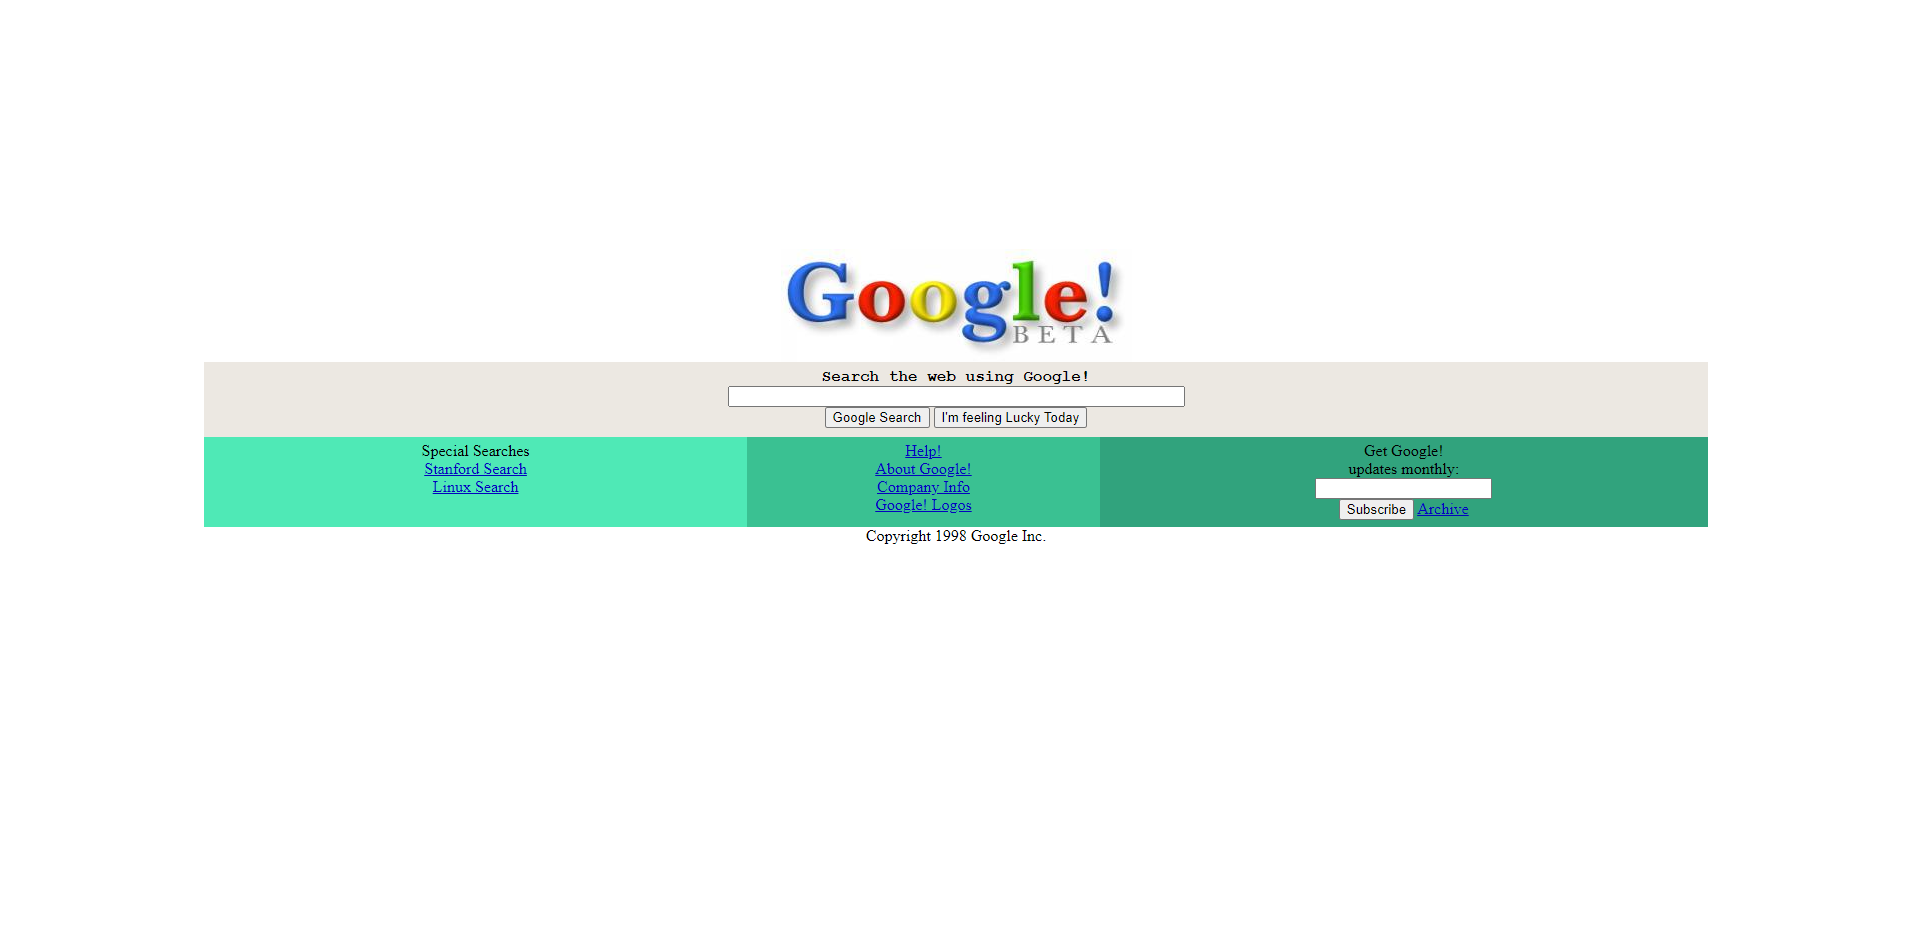 Google!
BETA
Search the web using Google!
Google Search I'm feeling Lucky Today
Special Searches
Stanford Search
Linux Search
Help!
About Google!
Company Info
Google! Logos
Get Google!
updates monthly:
Subscribe Archive
Copyright 1998 Google Inc.